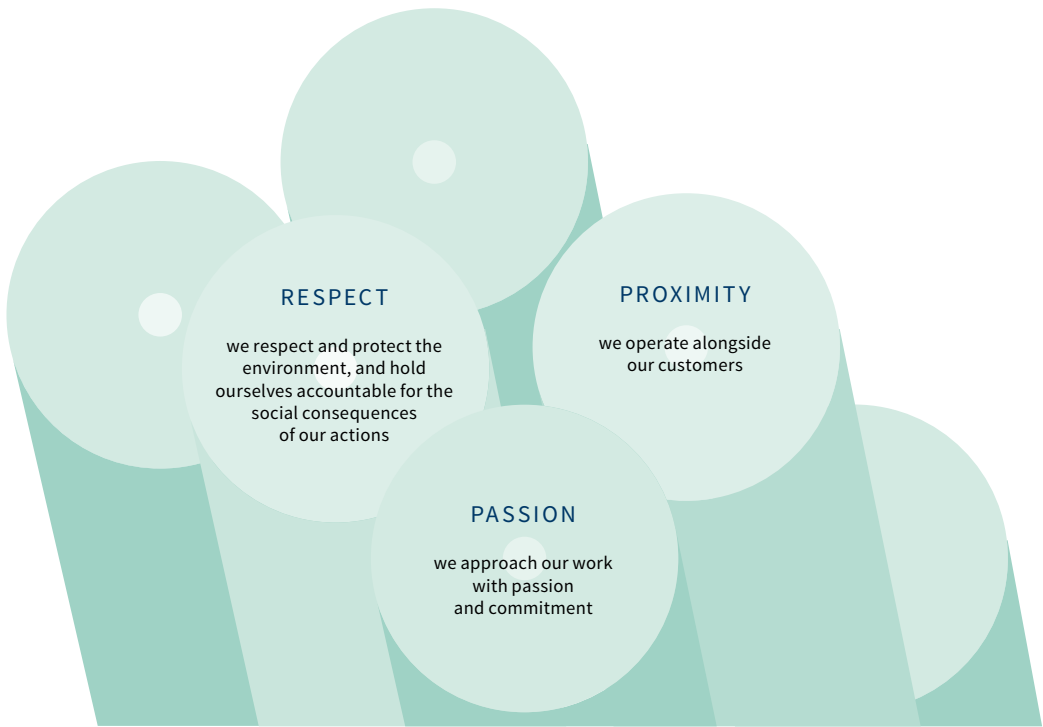 RESPECT
we respect and protect the
environment, and hold
ourselves accountable for the
social consequences
of our actions
PROXIMITY
we operate alongside
our customers
PASSION
we approach our work
with passion
and commitment